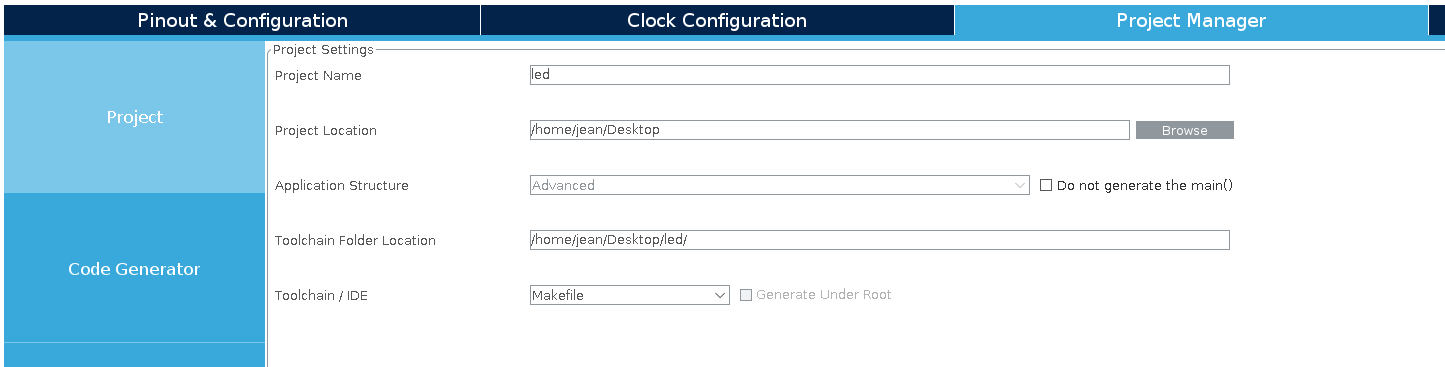 Pinout & Configuration Clock Configuration Project Manager
Project
Code Generator
Project Settings
Project Name led
Project Location /home/jean/Desktop Browse
Application Structure Advanced Do not generate the main()
Toolchain Folder Location /home/jean/Desktop/led/
Toolchain / IDE Makefile Generate Under Root